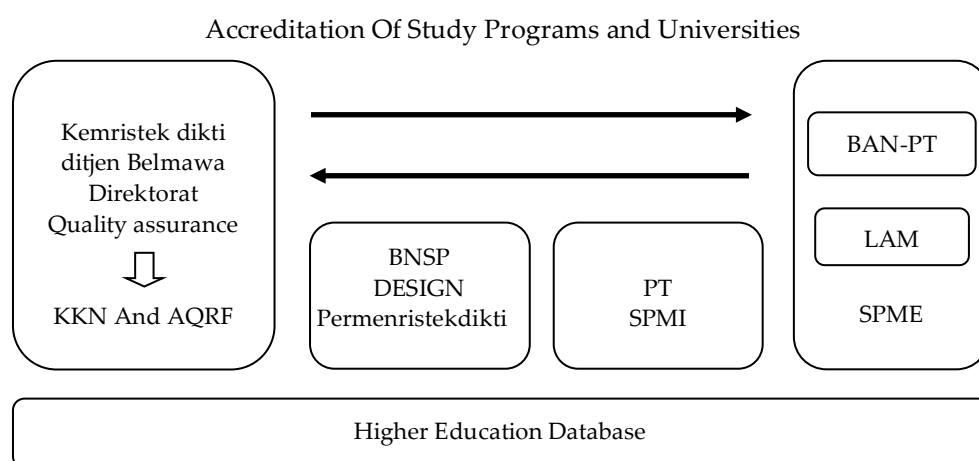 Accreditation Of Study Programs and Universities
Kemristek dikti
ditjen Belmawa
Direktorat
Quality assurance
KKN And AQRF
BNSP
DESIGN
Permenristekdikti
PT
SPMI
BAN-PT
LAM
SPME
Higher Education Database